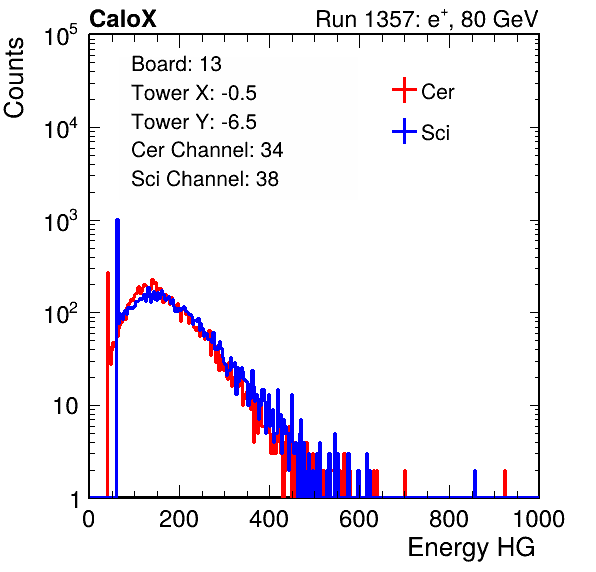 CaloX Run 1357: e⁺, 80 GeV
Counts
10⁵
10⁴
10³
10²
10
1
Board: 13
Tower X: -0.5
Tower Y: -6.5
Cer Channel: 34
Sci Channel: 38
Cer
Sci
0 200 400 600 800 1000
Energy HG